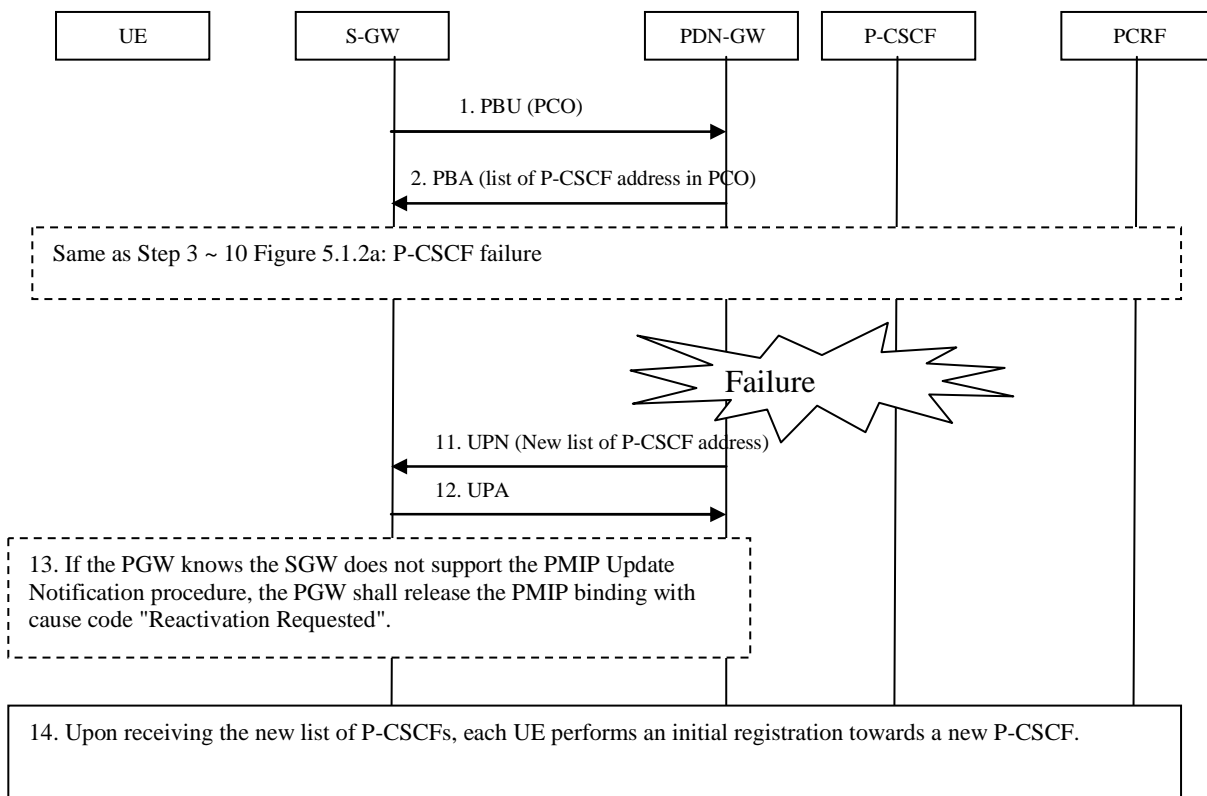 UE
S-GW
PDN-GW
P-CSCF
PCRF
1. PBU (PCO)
2. PBA (list of P-CSCF address in PCO)
Same as Step 3 ~ 10 Figure 5.1.2a: P-CSCF failure
Failure
11. UPN (New list of P-CSCF address)
12. UPA
13. If the PGW knows the SGW does not support the PMIP Update
Notification procedure, the PGW shall release the PMIP binding with
cause code "Reactivation Requested".
14. Upon receiving the new list of P-CSCFs, each UE performs an initial registration towards a new P-CSCF.